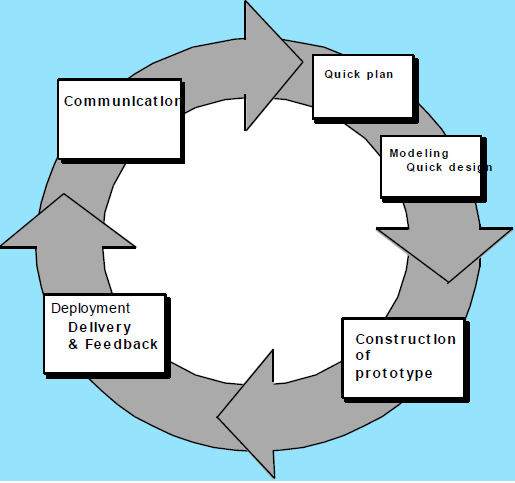 Communication
Quick plan
Modeling
Quick design
Construction
of
prototype
Deployment
Delivery
& Feedback